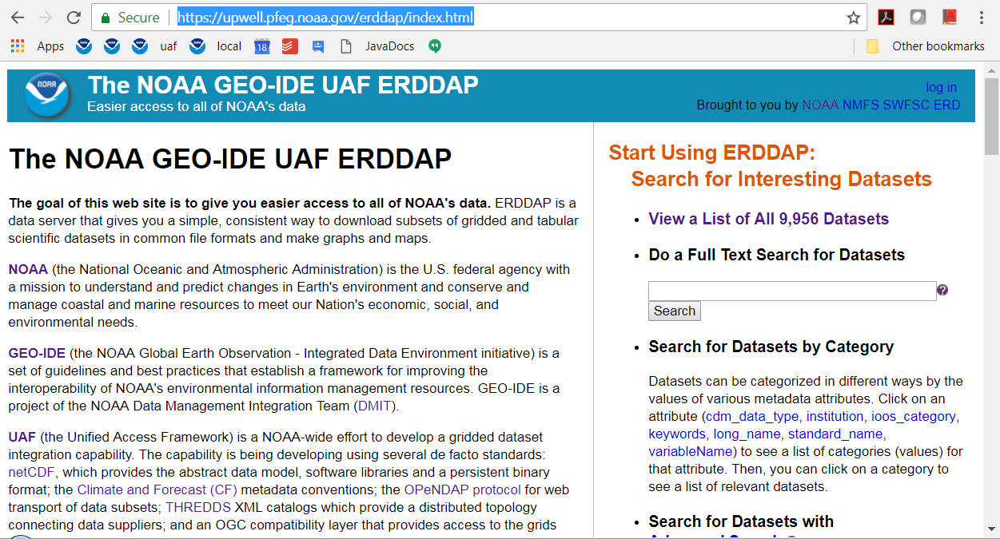 Secure https://upwell.pfeg.noaa.gov/erddap/index.html
Apps uaf local 18 JavaDocs Other bookmarks
NOAA
The NOAA GEO-IDE UAF ERDDAP
Easier access to all of NOAA's data
log in
Brought to you by NOAA NMFS SWFSC ERD
The NOAA GEO-IDE UAF ERDDAP
The goal of this web site is to give you easier access to all of NOAA's data. ERDDAP is a
data server that gives you a simple, consistent way to download subsets of gridded and tabular
scientific datasets in common file formats and make graphs and maps.
NOAA (the National Oceanic and Atmospheric Administration) is the U.S. federal agency with
a mission to understand and predict changes in Earth's environment and conserve and
manage coastal and marine resources to meet our Nation's economic, social, and
environmental needs.
GEO-IDE (the NOAA Global Earth Observation - Integrated Data Environment initiative) is a
set of guidelines and best practices that establish a framework for improving the
interoperability of NOAA's environmental information management resources. GEO-IDE is a
project of the NOAA Data Management Integration Team (DMIT).
UAF (the Unified Access Framework) is a NOAA-wide effort to develop a gridded dataset
integration capability. The capability is being developing using several de facto standards:
netCDF, which provides the abstract data model, software libraries and a persistent binary
format; the Climate and Forecast (CF) metadata conventions; the OPeNDAP protocol for web
transport of data subsets; THREDDS XML catalogs which provide a distributed topology
connecting data suppliers; and an OGC compatibility layer that provides access to the grids
Start Using ERDDAP:
Search for Interesting Datasets
• View a List of All 9,956 Datasets
• Do a Full Text Search for Datasets
?
Search
• Search for Datasets by Category
Datasets can be categorized in different ways by the
values of various metadata attributes. Click on an
attribute (cdm_data_type, institution, ioos_category,
keywords, long_name, standard_name,
variableName) to see a list of categories (values) for
that attribute. Then, you can click on a category to
see a list of relevant datasets.
• Search for Datasets with